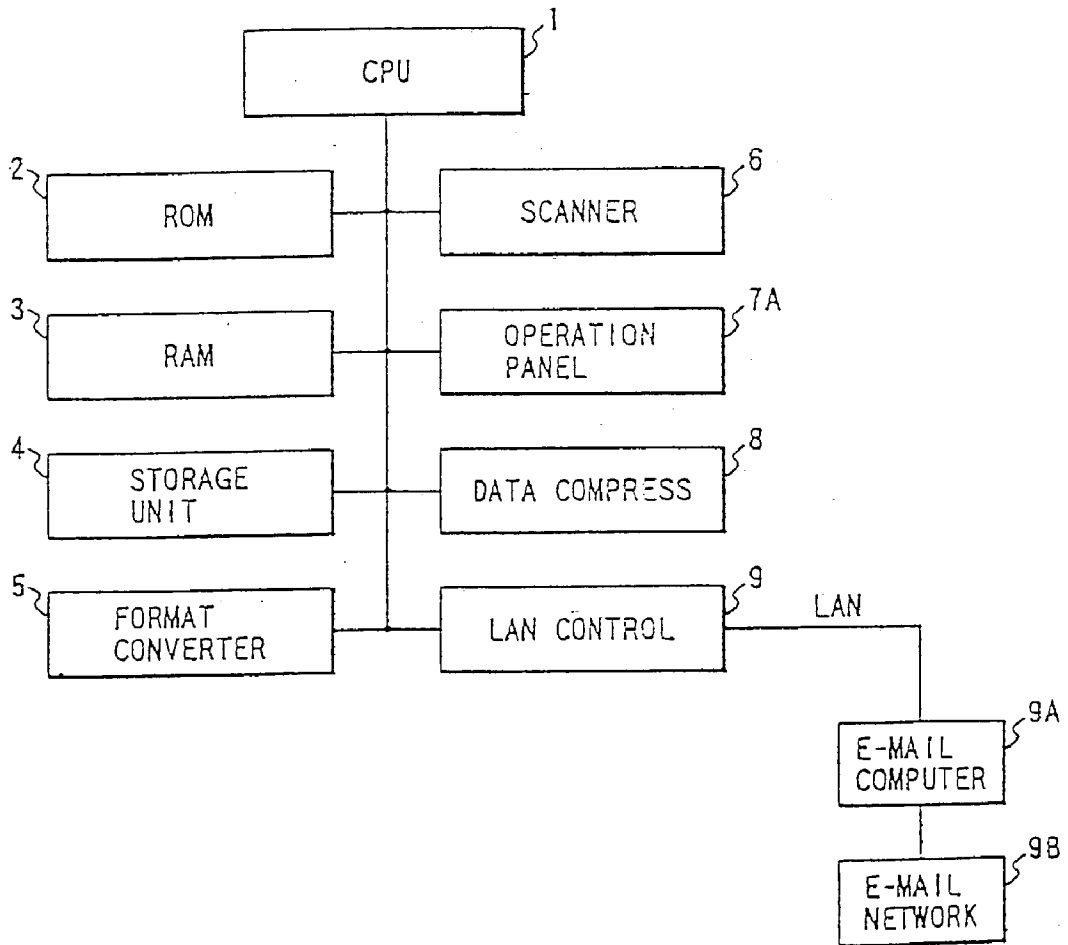 1
CPU
2
ROM
6
SCANNER
3
RAM
7A
OPERATION
PANEL
4
STORAGE
UNIT
8
DATA COMPRESS
5
FORMAT
CONVERTER
9
LAN CONTROL
LAN
9A
E-MAIL
COMPUTER
9B
E-MAIL
NETWORK